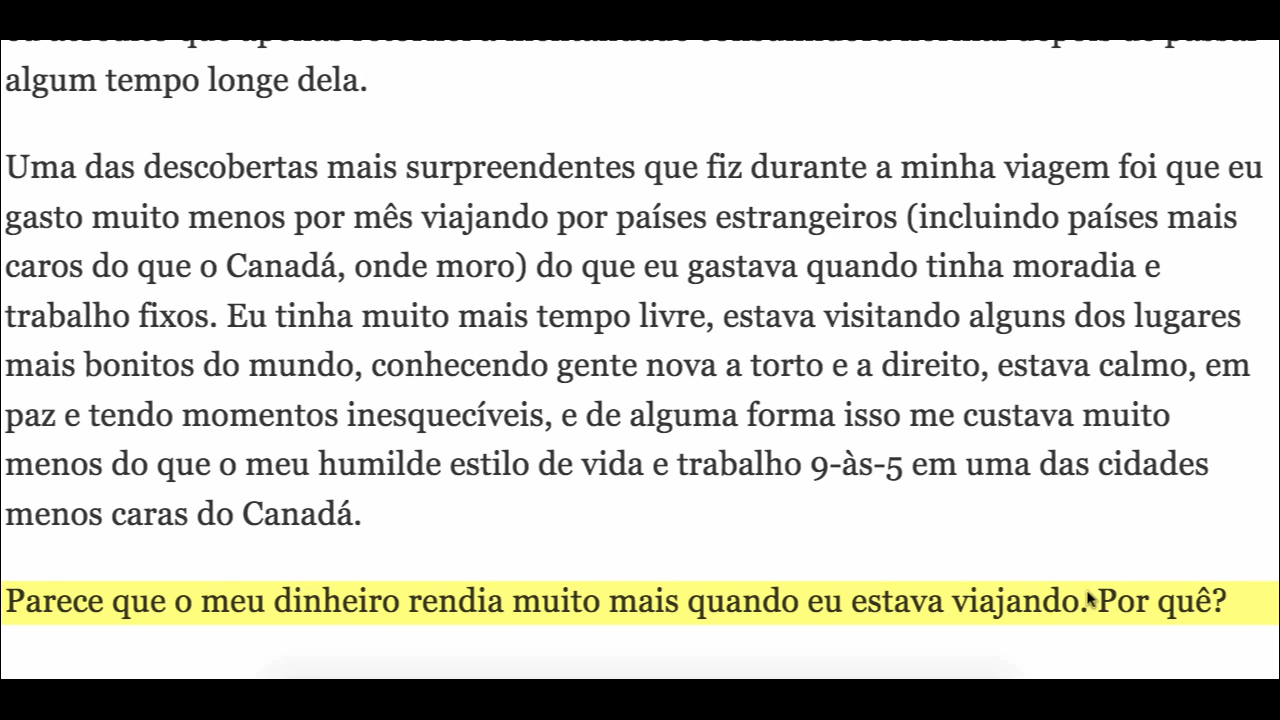 algum tempo longe dela.
Uma das descobertas mais surpreendentes que fiz durante a minha viagem foi que eu
gasto muito menos por mês viajando por países estrangeiros (incluindo países mais
caros do que o Canadá, onde moro) do que eu gastava quando tinha moradia e
trabalho fixos. Eu tinha muito mais tempo livre, estava visitando alguns dos lugares
mais bonitos do mundo, conhecendo gente nova a torto e a direito, estava calmo, em
paz e tendo momentos inesquecíveis, e de alguma forma isso me custava muito
menos do que o meu humilde estilo de vida e trabalho 9-às-5 em uma das cidades
menos caras do Canadá.
Parece que o meu dinheiro rendia muito mais quando eu estava viajando. Por quê?